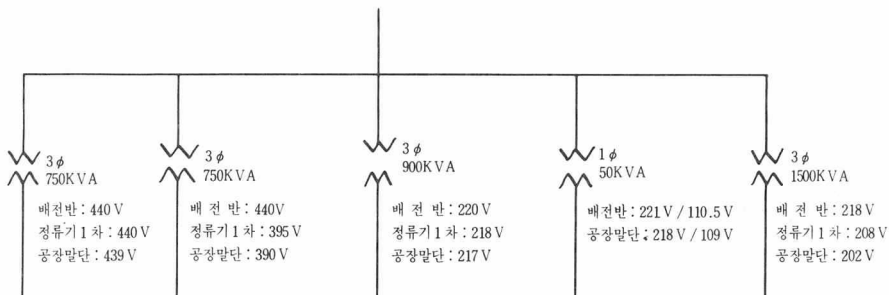 3φ
750KVA
배전반 : 440 V
정류기 1 차 : 440 V
공장말단 : 439 V
3φ
750KVA
배 전 반 : 440V
정류기 1 차 : 395 V
공장말단 : 390 V
3φ
900KVA
배 전 반 : 220 V
정류기 1 차 : 218 V
공장말단 : 217 V
1φ
50KVA
배전반 : 221 V / 110.5 V
공장말단 : 218 V / 109 V
3φ
1500KVA
배 전 반 : 218 V
정류기 1 차 : 208 V
공장말단 : 202 V